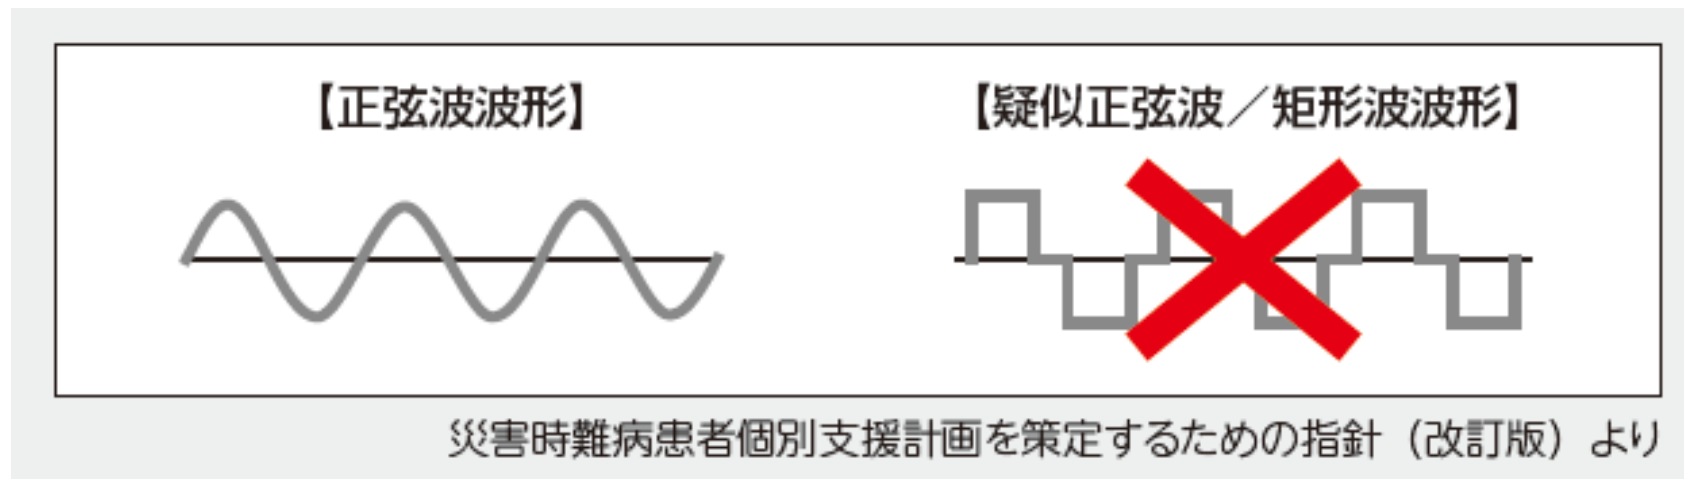 【正弦波波形】
【疑似正弦波／矩形波波形】
災害時難病患者個別支援計画を策定するための指針（改訂版）より